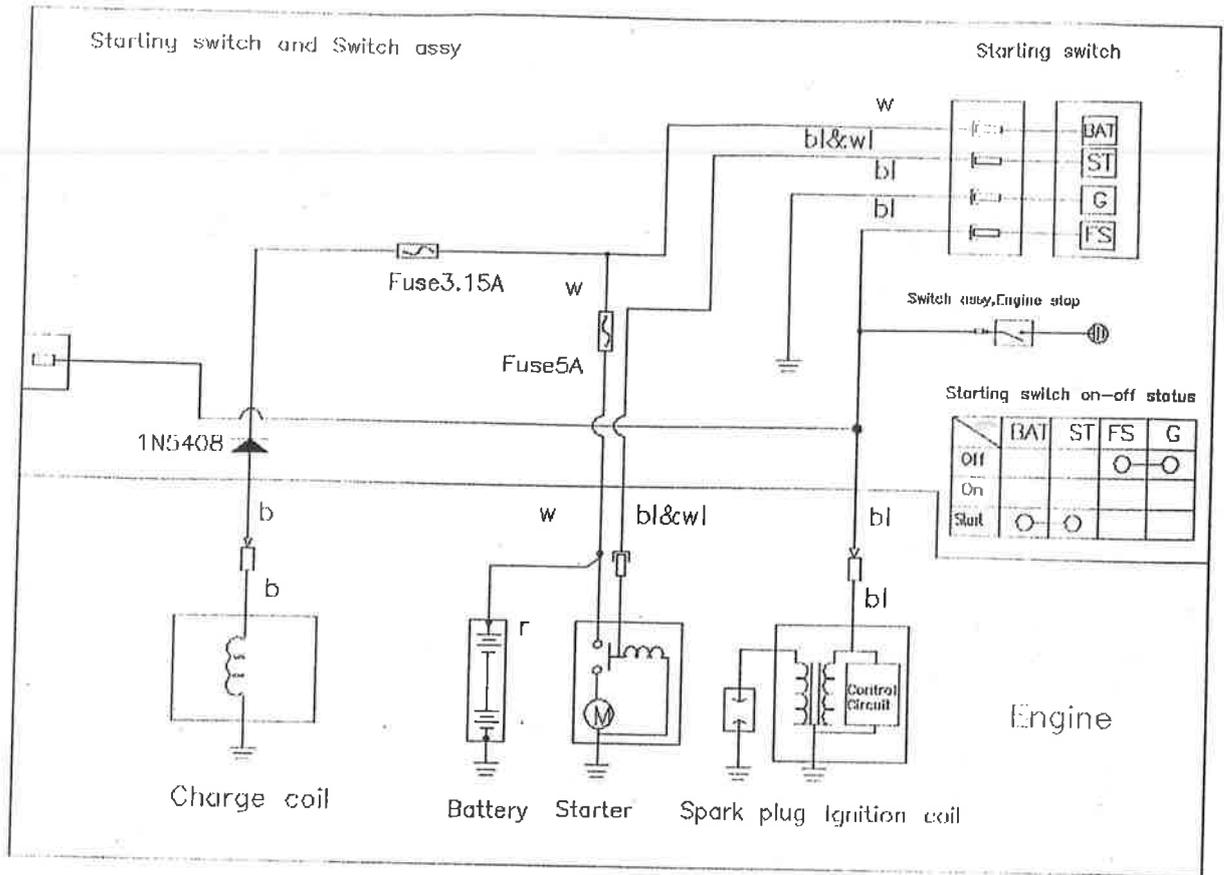 Starting switch and Switch assy
Starting switch
w
BAT
bl&wl
ST
bl
G
bl
FS
Fuse3.15A
w
Switch assy,Engine stop
Fuse5A
Starting switch on-off status
BAT ST FS G
Off
On
Start
1N5408
b
w
bl&wl
bl
b
bl
r
M
Control
Circuit
Engine
Charge coil
Battery
Starter
Spark plug
Ignition coil